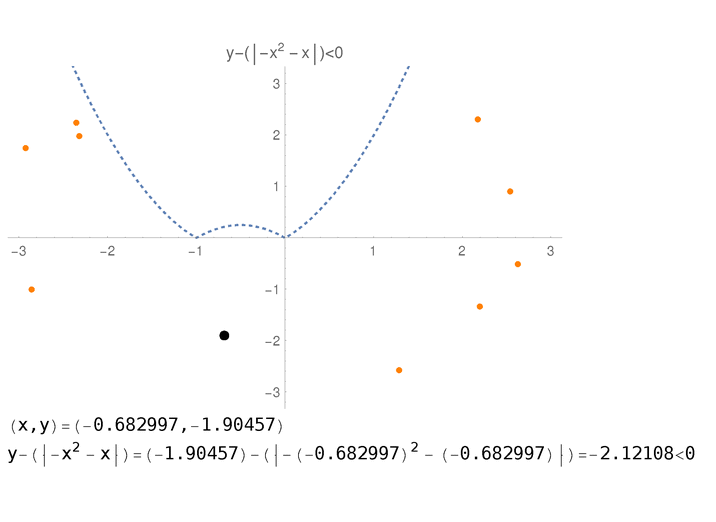 y−(|−x²−x|)<0
3
2
1
−3 −2 −1 1 2 3
−1
−2
−3
(x,y)=(−0.682997,−1.90457)
y−(|−x²−x|)=(−1.90457)−(|−(−0.682997)²−(−0.682997)|)=−2.12108<0